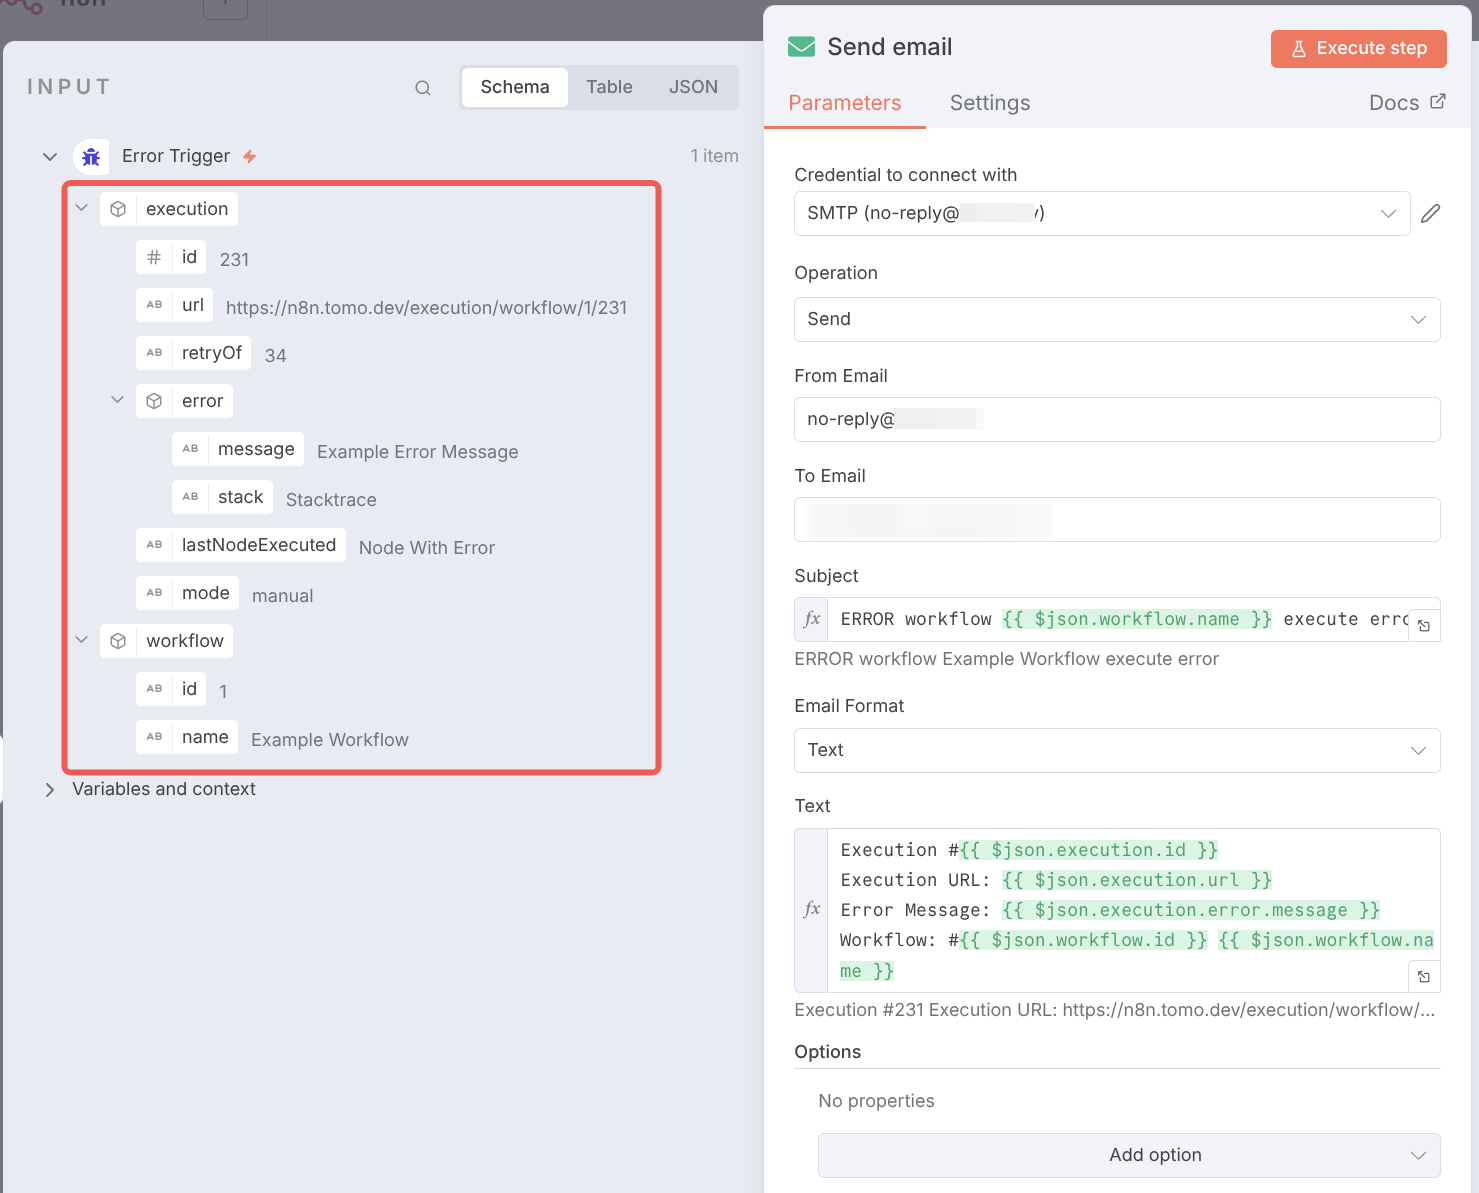 n8n
INPUT
Schema
Table
JSON
Error Trigger
1 item
execution
# id 231
AB url https://n8n.tomo.dev/execution/workflow/1/231
AB retryOf 34
error
AB message Example Error Message
AB stack Stacktrace
AB lastNodeExecuted Node With Error
AB mode manual
workflow
AB id 1
AB name Example Workflow
Variables and context
Send email
Execute step
Parameters
Settings
Docs
Credential to connect with
SMTP (no-reply@
Operation
Send
From Email
no-reply@
To Email
Subject
fx ERROR workflow {{ $json.workflow.name }} execute erro
ERROR workflow Example Workflow execute error
Email Format
Text
Text
Execution #{{ $json.execution.id }}
Execution URL: {{ $json.execution.url }}
fx Error Message: {{ $json.execution.error.message }}
Workflow: #{{ $json.workflow.id }} {{ $json.workflow.na
me }}
Execution #231 Execution URL: https://n8n.tomo.dev/execution/workflow/...
Options
No properties
Add option